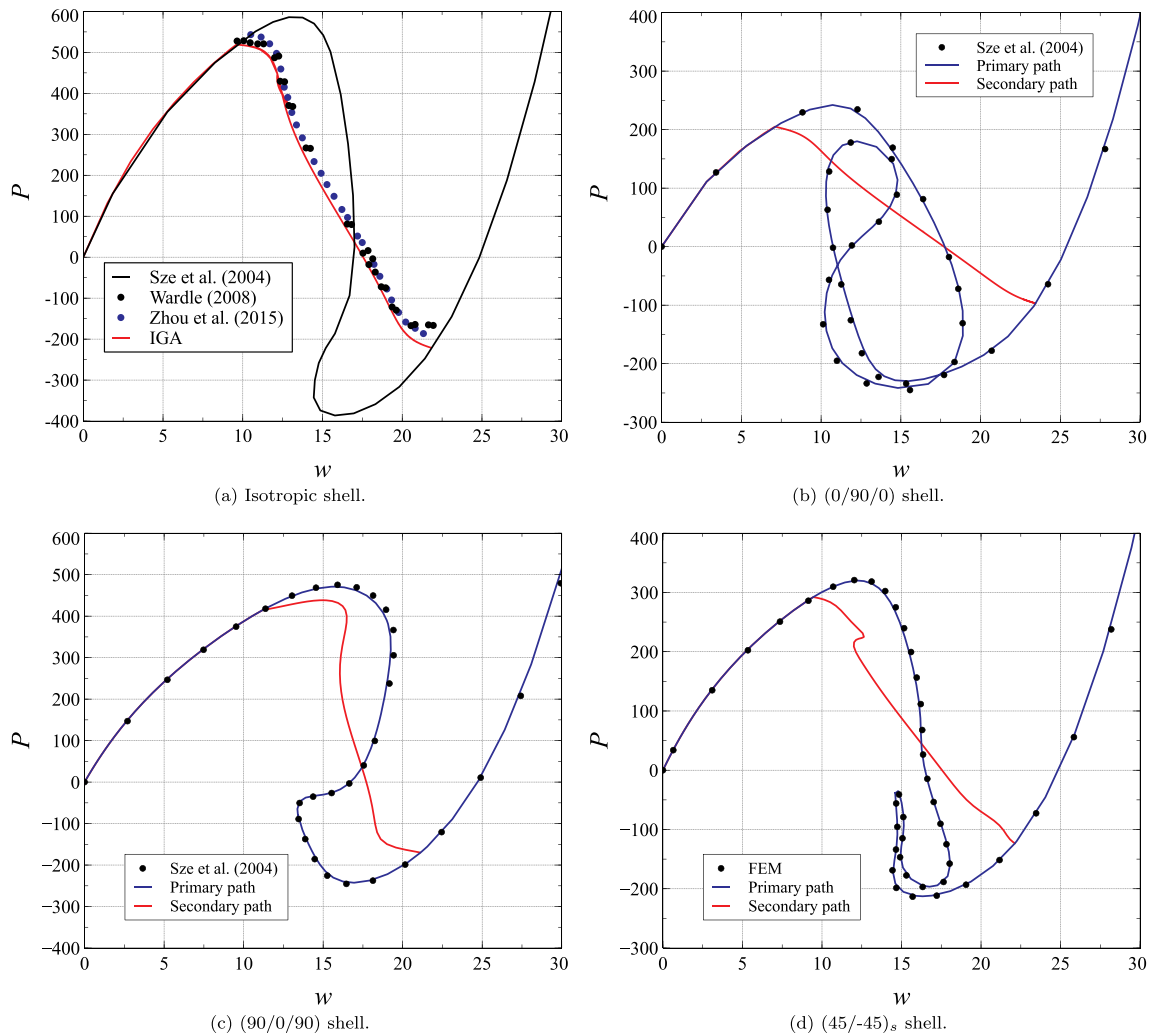 600
500
400
300
200
100
0
-100
-200
-300
-400
P
0
5
10
15
20
25
30
w
Sze et al. (2004)
Wardle (2008)
Zhou et al. (2015)
IGA
(a) Isotropic shell.
400
300
200
100
0
-100
-200
-300
P
0
5
10
15
20
25
30
w
Sze et al. (2004)
Primary path
Secondary path
(b) (0/90/0) shell.
600
500
400
300
200
100
0
−100
−200
−300
−400
P
0
5
10
15
20
25
30
w
Sze et al. (2004)
Primary path
Secondary path
(c) (90/0/90) shell.
400
300
200
100
0
−100
−200
−300
P
0
5
10
15
20
25
30
w
FEM
Primary path
Secondary path
(d) (45/-45)s shell.